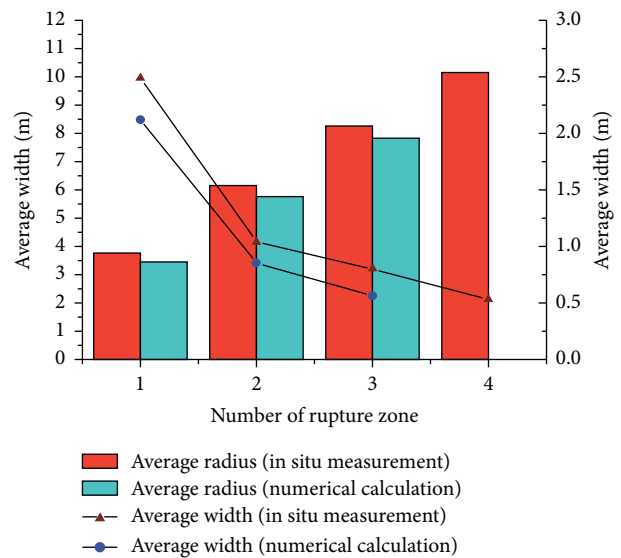 12
11
10
9
8
7
6
5
4
3
2
1
0
Average width (m)
3.0
2.5
2.0
1.5
1.0
0.5
0.0
Average width (m)
1 2 3 4
Number of rupture zone
Average radius (in situ measurement)
Average radius (numerical calculation)
Average width (in situ measurement)
Average width (numerical calculation)